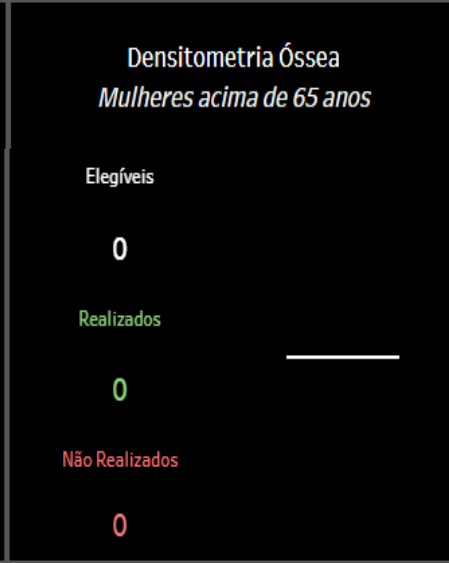 Densitometria Óssea
Mulheres acima de 65 anos
Elegíveis
0
Realizados
0
Não Realizados
0